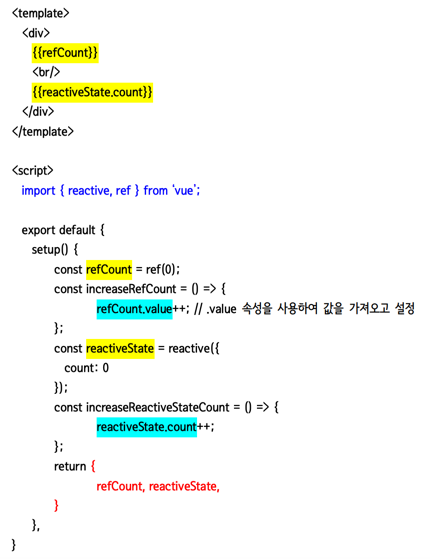 <template>
<div>
{{refCount}}
<br/>
{{reactiveState.count}}
</div>
</template>
<script>
import { reactive, ref } from 'vue';
export default {
setup() {
const refCount = ref(0);
const increaseRefCount = () => {
refCount.value++; // .value 속성을 사용하여 값을 가져오고 설정
};
const reactiveState = reactive({
count: 0
});
const increaseReactiveStateCount = () => {
reactiveState.count++;
};
return {
refCount, reactiveState,
}
},
}